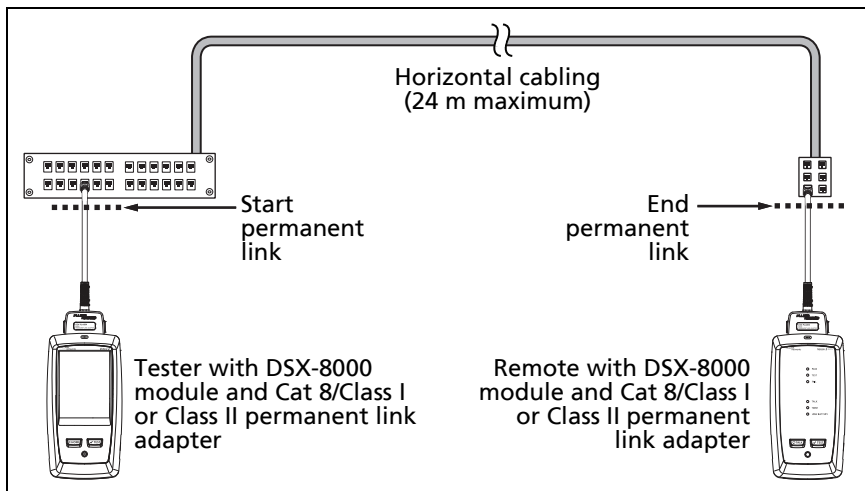 Horizontal cabling
(24 m maximum)
Start
permanent
link
End
permanent
link
Tester with DSX-8000
module and Cat 8/Class I
or Class II permanent link
adapter
Remote with DSX-8000
module and Cat 8/Class I
or Class II permanent
link adapter